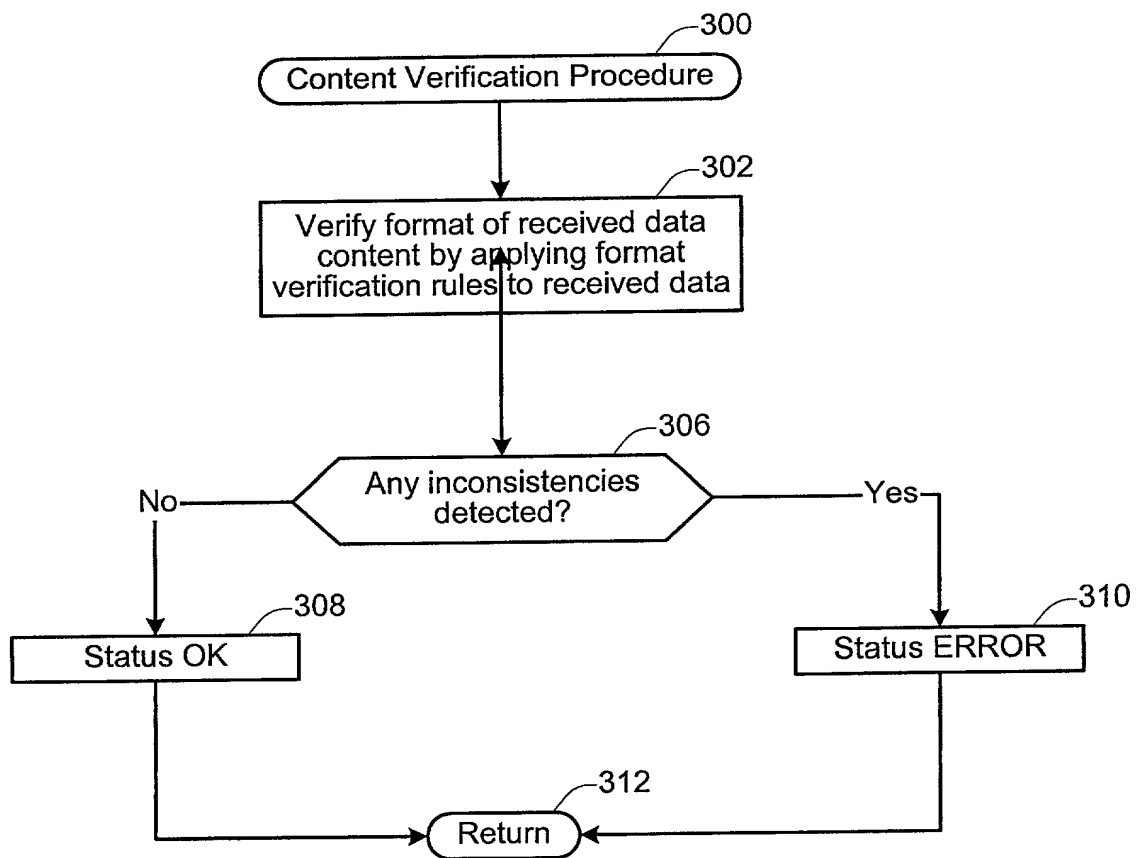 300
Content Verification Procedure
302
Verify format of received data
content by applying format
verification rules to received data
306
Any inconsistencies
detected?
No
Yes
308
Status OK
310
Status ERROR
312
Return